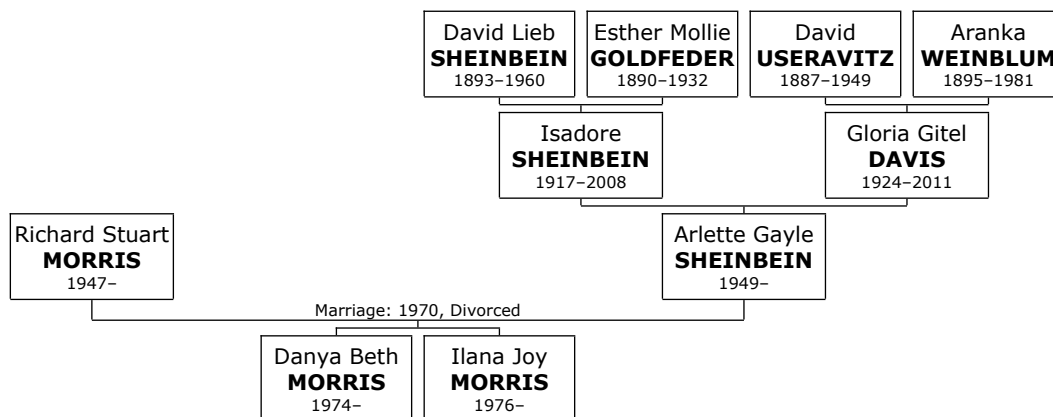 David Lieb
SHEINBEIN
1893–1960
Esther Mollie
GOLDFEDER
1890–1932
David
USERAVITZ
1887–1949
Aranka
WEINBLUM
1895–1981
Isadore
SHEINBEIN
1917–2008
Gloria Gitel
DAVIS
1924–2011
Richard Stuart
MORRIS
1947–
Arlette Gayle
SHEINBEIN
1949–
Marriage: 1970, Divorced
Danya Beth
MORRIS
1974–
Ilana Joy
MORRIS
1976–